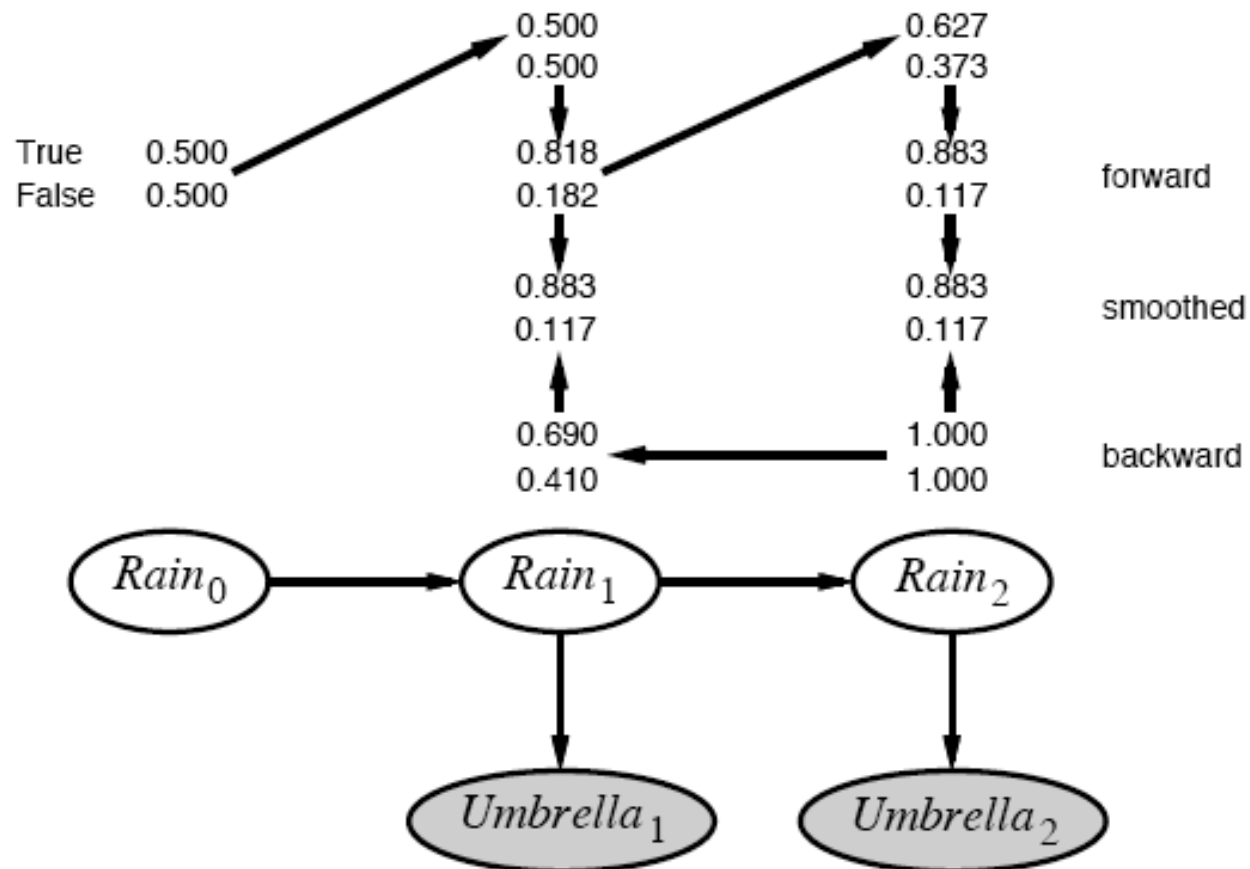 0.500 0.627
0.500 0.373
True 0.500 0.818 0.883
False 0.500 0.182 0.117
forward
0.883 0.883
0.117 0.117
smoothed
0.690 1.000
0.410 1.000
backward
Rain0 Rain1 Rain2
Umbrella1 Umbrella2